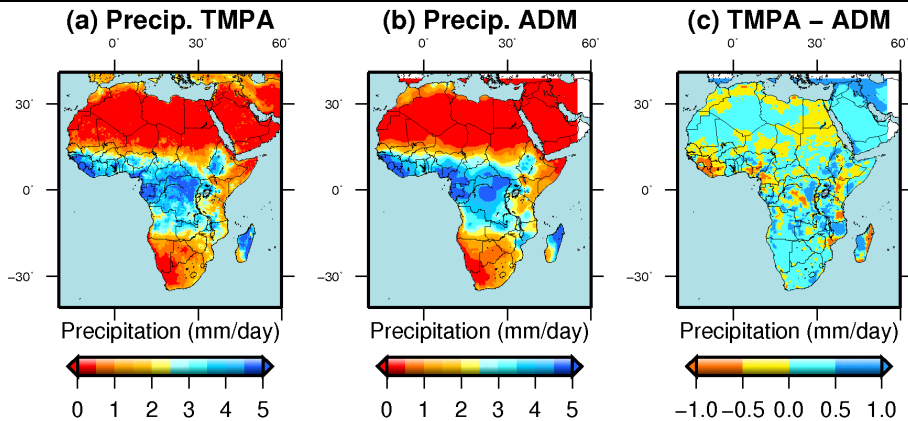 (a) Precip. TMPA
0° 30° 60°
30°
0°
−30°
Precipitation (mm/day)
0 1 2 3 4 5
(b) Precip. ADM
0° 30° 60°
30°
0°
−30°
Precipitation (mm/day)
0 1 2 3 4 5
(c) TMPA − ADM
0° 30° 60°
30°
0°
−30°
Precipitation (mm/day)
−1.0 −0.5 0.0 0.5 1.0